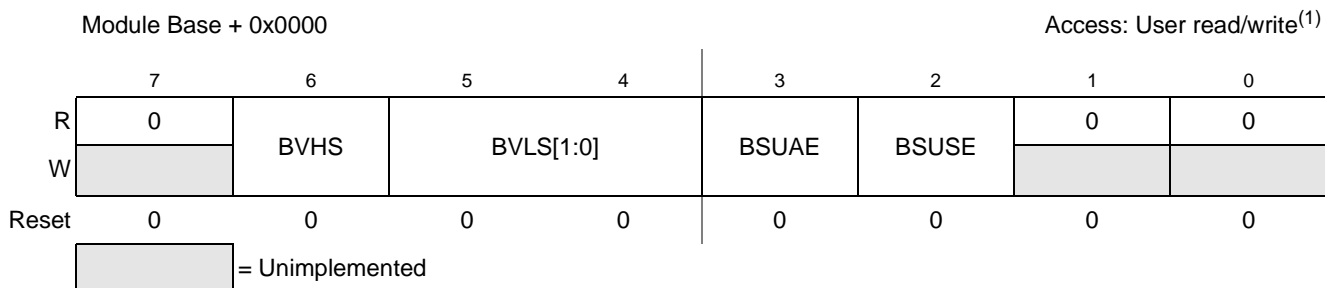 Module Base + 0x0000 Access: User read/write(1)
7 6 5 4 3 2 1 0
R 0 BVHS BVLS[1:0] BSUAE BSUSE 0 0
W
Reset 0 0 0 0 0 0 0 0
= Unimplemented